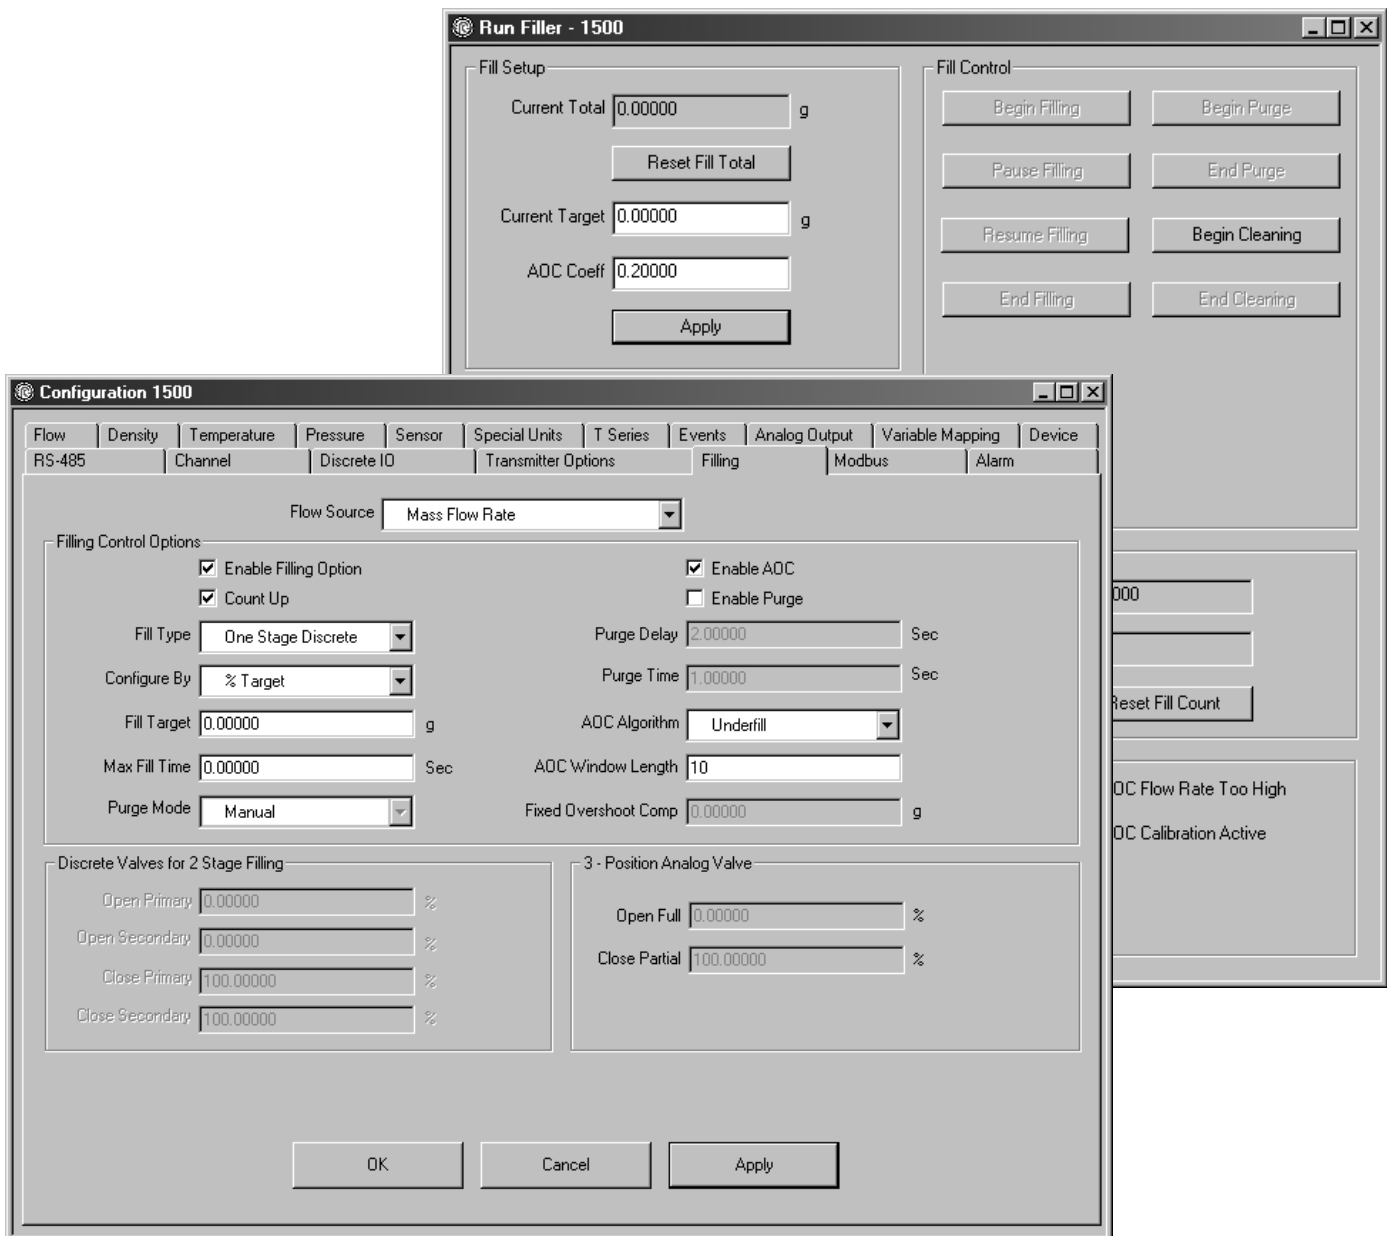 Run Filler - 1500
Fill Setup
Current Total 0.00000 g
Reset Fill Total
Current Target 0.00000 g
AOC Coeff 0.20000
Apply
Fill Control
Begin Filling Begin Purge
Pause Filling End Purge
Resume Filling Begin Cleaning
End Filling End Cleaning
000
Reset Fill Count
OC Flow Rate Too High
OC Calibration Active
Configuration 1500
Flow Density Temperature Pressure Sensor Special Units T Series Events Analog Output Variable Mapping Device
RS-485 Channel Discrete IO Transmitter Options Filling Modbus Alarm
Flow Source Mass Flow Rate
Filling Control Options
Enable Filling Option Enable AOC
Count Up Enable Purge
Fill Type One Stage Discrete Purge Delay 2.00000 Sec
Configure By % Target Purge Time 1.00000 Sec
Fill Target 0.00000 g AOC Algorithm Underfill
Max Fill Time 0.00000 Sec AOC Window Length 10
Purge Mode Manual Fixed Overshoot Comp 0.00000 g
Discrete Valves for 2 Stage Filling
Open Primary 0.00000 %
Open Secondary 0.00000 %
Close Primary 100.00000 %
Close Secondary 100.00000 %
3 - Position Analog Valve
Open Full 0.00000 %
Close Partial 100.00000 %
OK Cancel Apply